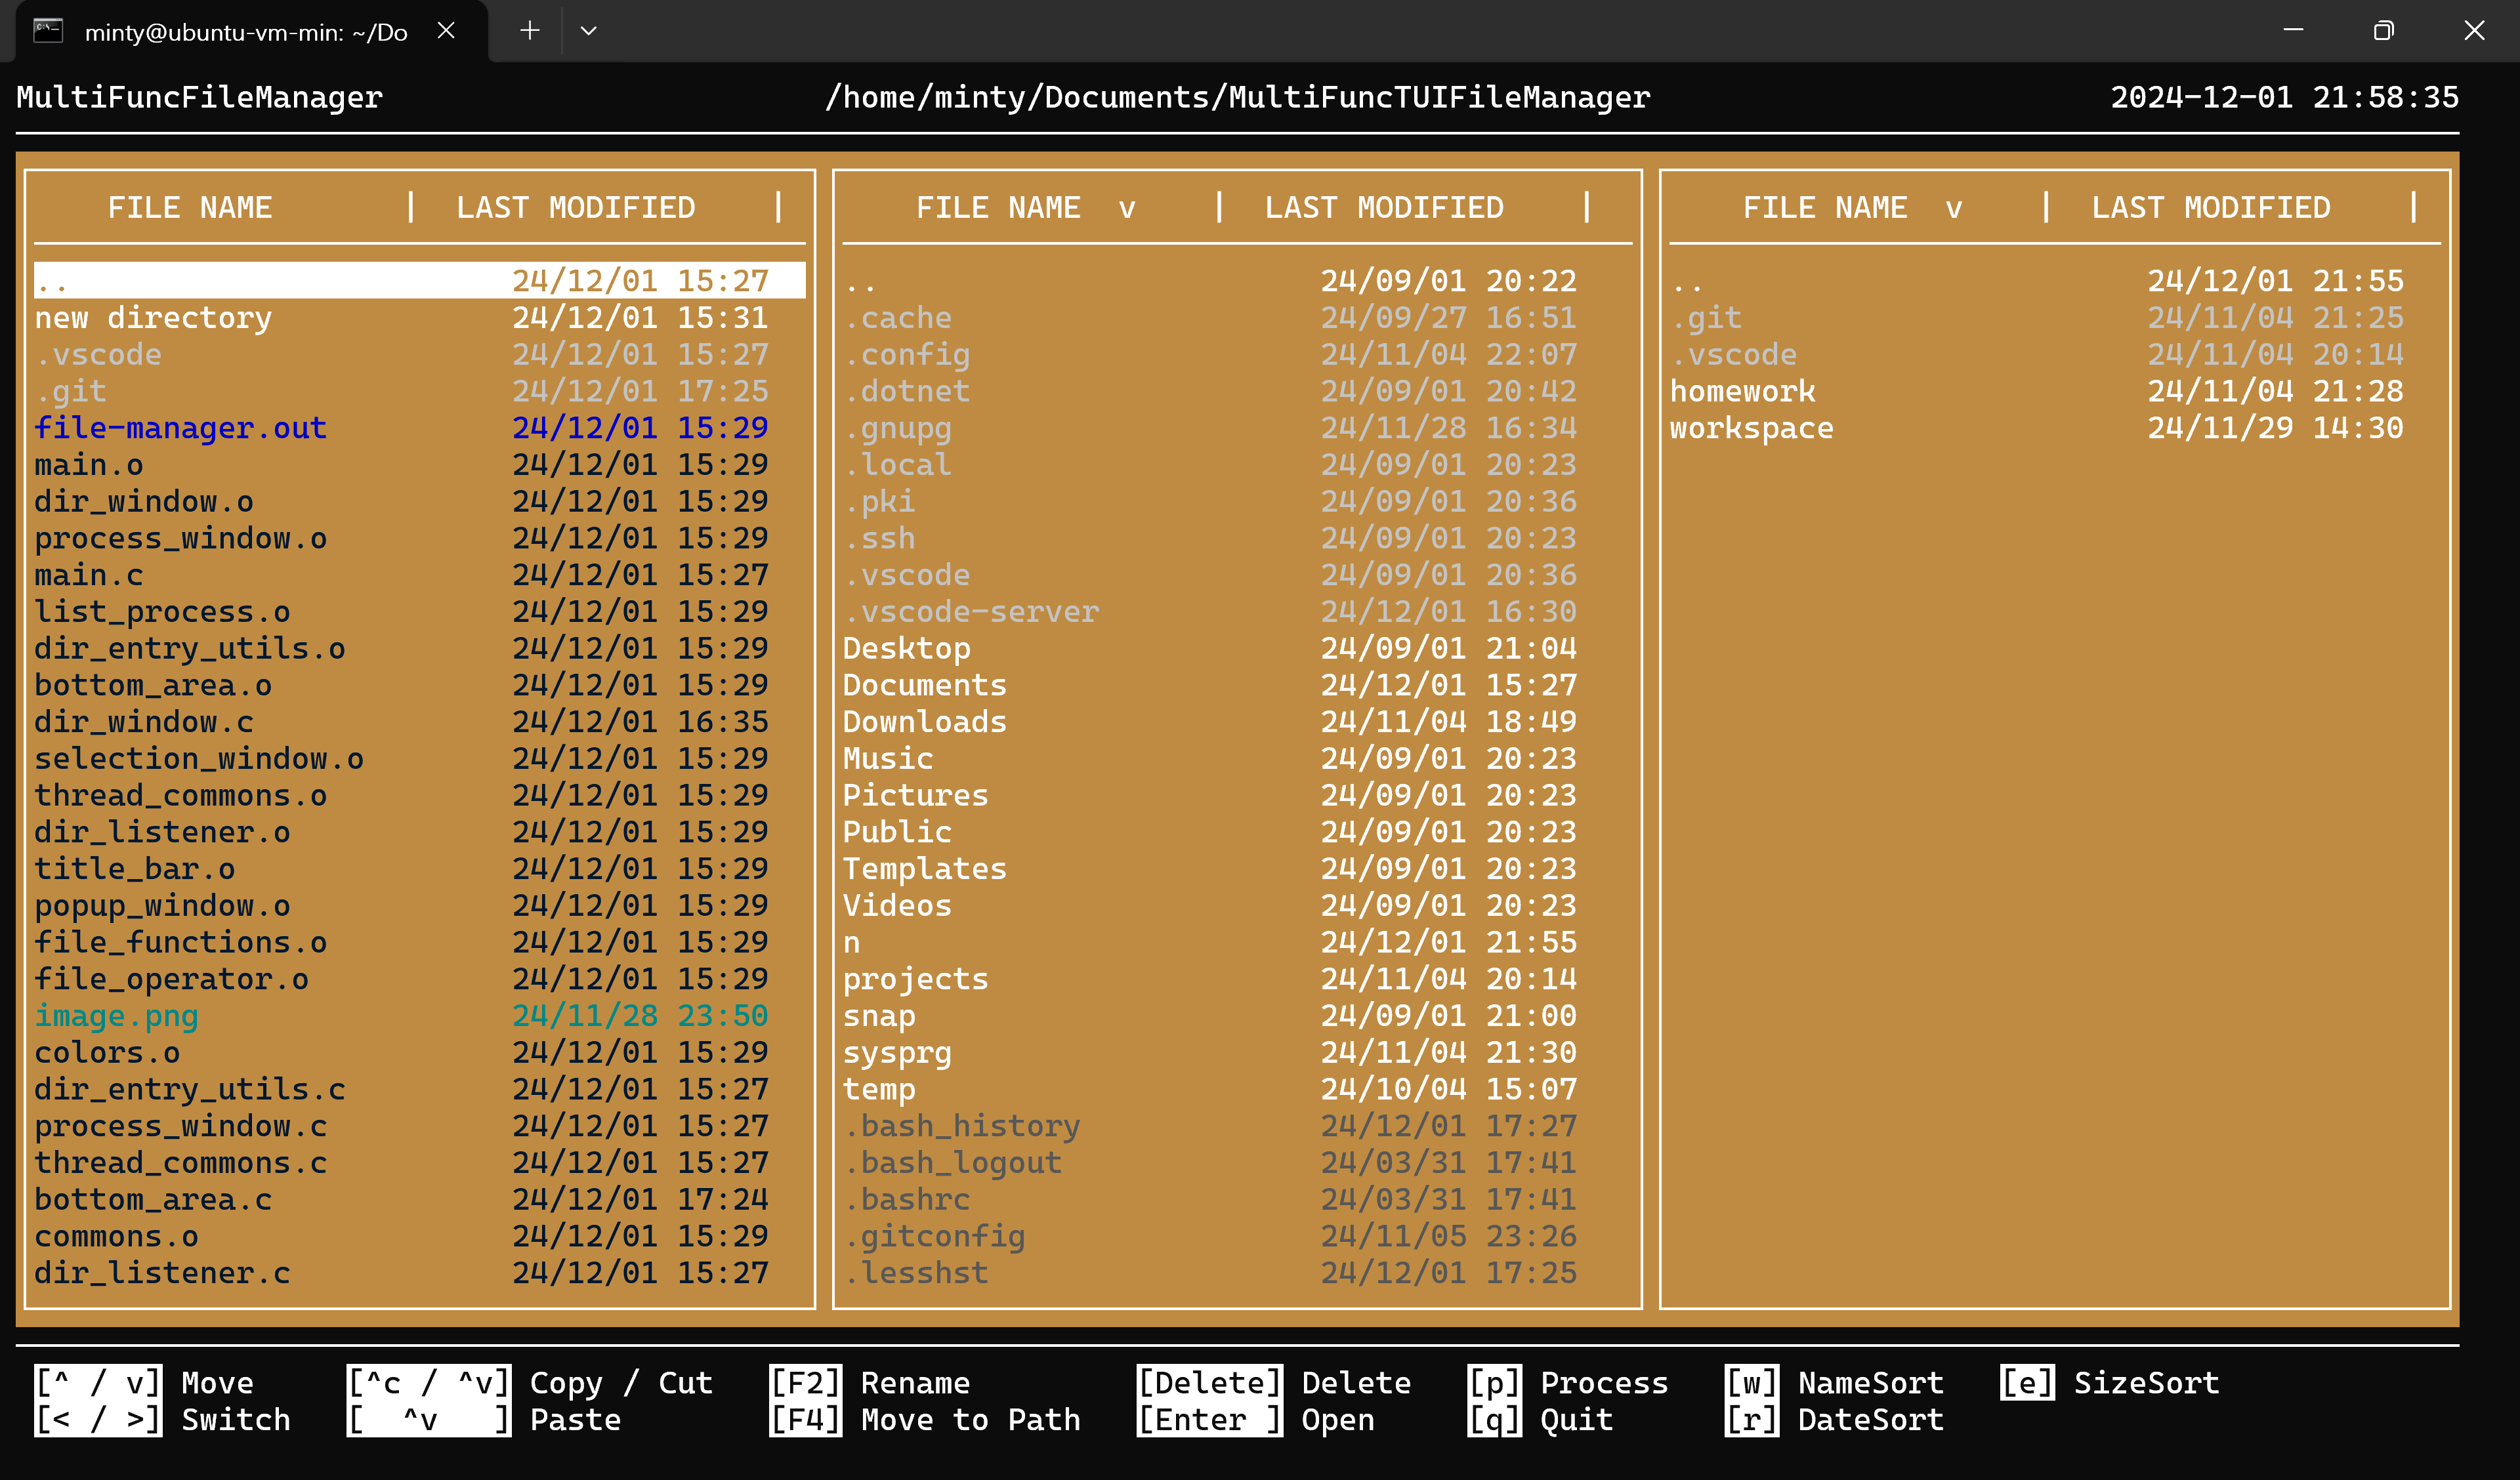 minty@ubuntu-vm-min: ~/Do
MultiFuncFileManager /home/minty/Documents/MultiFuncTUIFileManager 2024-12-01 21:58:35
FILE NAME | LAST MODIFIED |
.. 24/12/01 15:27
new directory 24/12/01 15:31
.vscode 24/12/01 15:27
.git 24/12/01 17:25
file-manager.out 24/12/01 15:29
main.o 24/12/01 15:29
dir_window.o 24/12/01 15:29
process_window.o 24/12/01 15:29
main.c 24/12/01 15:27
list_process.o 24/12/01 15:29
dir_entry_utils.o 24/12/01 15:29
bottom_area.o 24/12/01 15:29
dir_window.c 24/12/01 16:35
selection_window.o 24/12/01 15:29
thread_commons.o 24/12/01 15:29
dir_listener.o 24/12/01 15:29
title_bar.o 24/12/01 15:29
popup_window.o 24/12/01 15:29
file_functions.o 24/12/01 15:29
file_operator.o 24/12/01 15:29
image.png 24/11/28 23:50
colors.o 24/12/01 15:29
dir_entry_utils.c 24/12/01 15:27
process_window.c 24/12/01 15:27
thread_commons.c 24/12/01 15:27
bottom_area.c 24/12/01 17:24
commons.o 24/12/01 15:29
dir_listener.c 24/12/01 15:27
FILE NAME v | LAST MODIFIED |
.. 24/09/01 20:22
.cache 24/09/27 16:51
.config 24/11/04 22:07
.dotnet 24/09/01 20:42
.gnupg 24/11/28 16:34
.local 24/09/01 20:23
.pki 24/09/01 20:36
.ssh 24/09/01 20:23
.vscode 24/09/01 20:36
.vscode-server 24/12/01 16:30
Desktop 24/09/01 21:04
Documents 24/12/01 15:27
Downloads 24/11/04 18:49
Music 24/09/01 20:23
Pictures 24/09/01 20:23
Public 24/09/01 20:23
Templates 24/09/01 20:23
Videos 24/09/01 20:23
n 24/12/01 21:55
projects 24/11/04 20:14
snap 24/09/01 21:00
sysprg 24/11/04 21:30
temp 24/10/04 15:07
.bash_history 24/12/01 17:27
.bash_logout 24/03/31 17:41
.bashrc 24/03/31 17:41
.gitconfig 24/11/05 23:26
.lesshst 24/12/01 17:25
FILE NAME v | LAST MODIFIED |
.. 24/12/01 21:55
.git 24/11/04 21:25
.vscode 24/11/04 20:14
homework 24/11/04 21:28
workspace 24/11/29 14:30
[^ / v] Move [^c / ^v] Copy / Cut [F2] Rename [Delete] Delete [p] Process [w] NameSort [e] SizeSort
[< / >] Switch [ ^v ] Paste [F4] Move to Path [Enter ] Open [q] Quit [r] DateSort